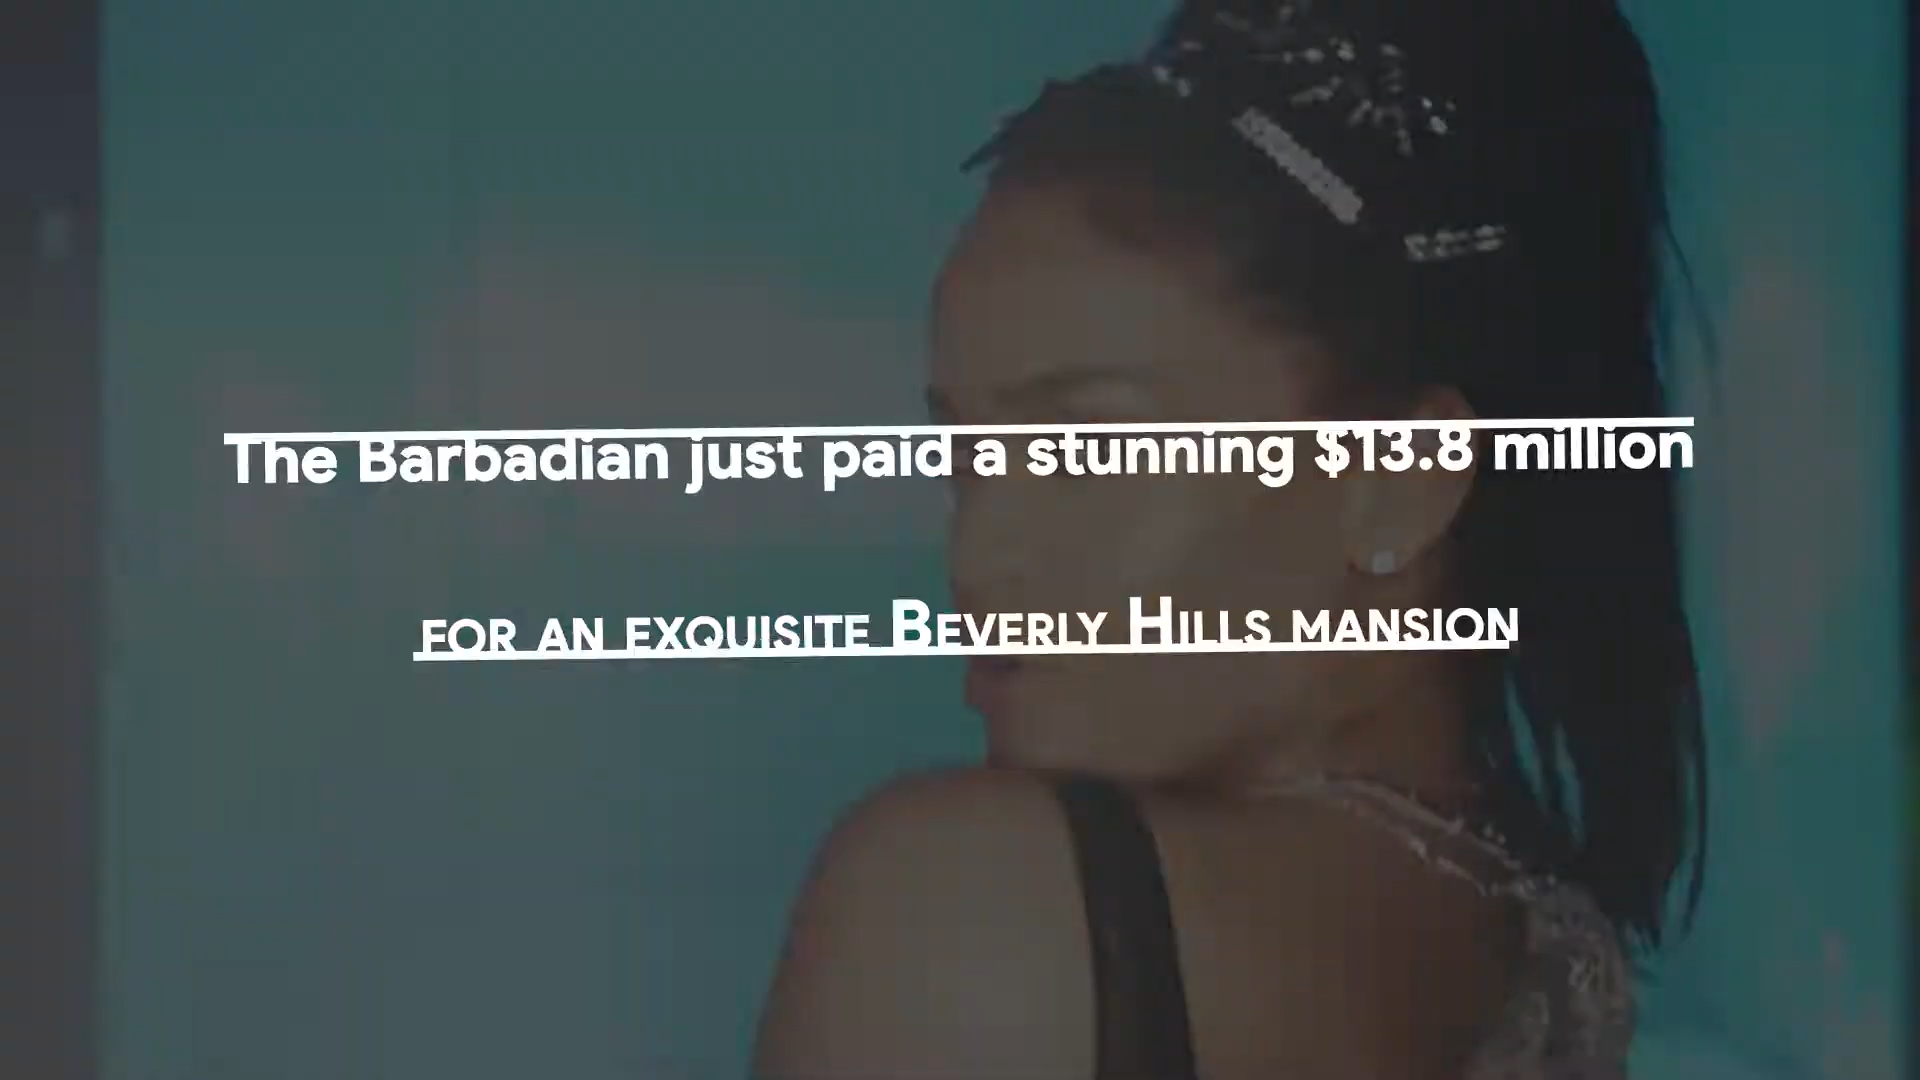 The Barbadian just paid a stunning $13.8 million
for an exquisite Beverly Hills mansion